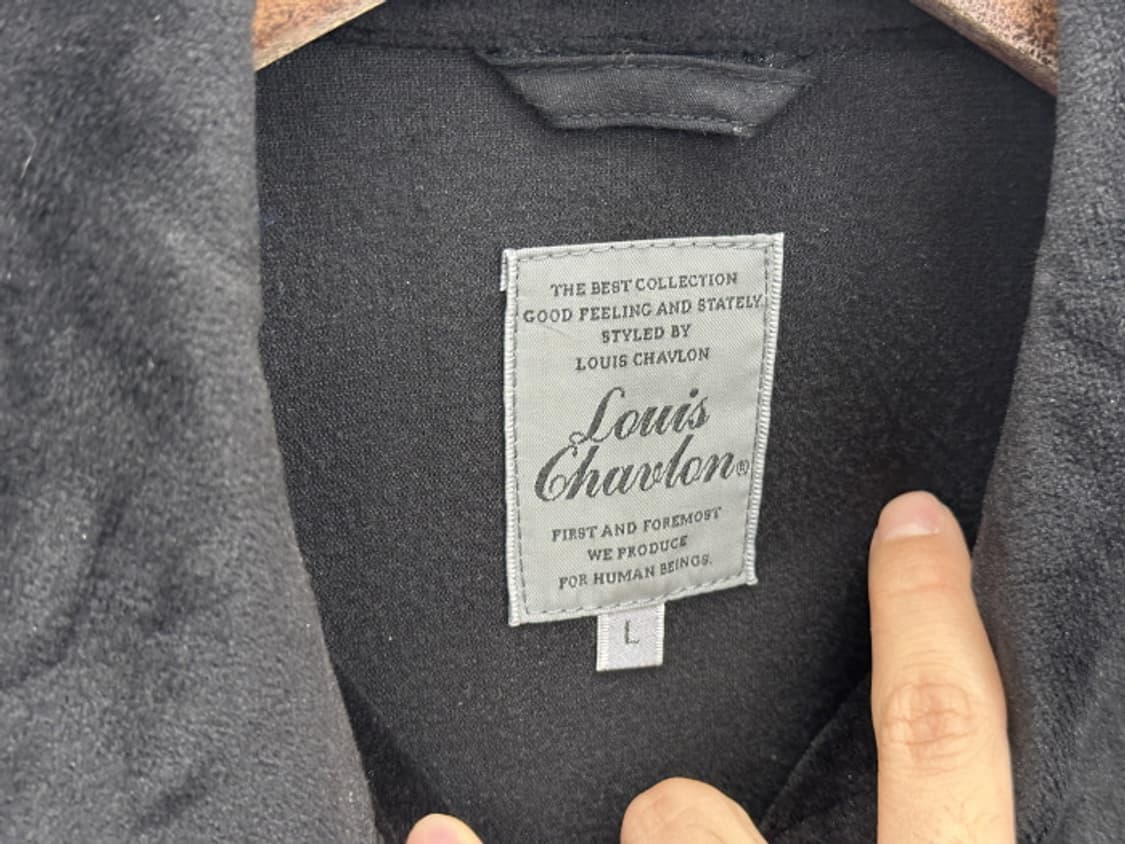 THE BEST COLLECTION
GOOD FEELING AND STATELY
STYLED BY
LOUIS CHAVLON
Louis
Chavlon®
FIRST AND FOREMOST
WE PRODUCE
FOR HUMAN BEINGS.
L